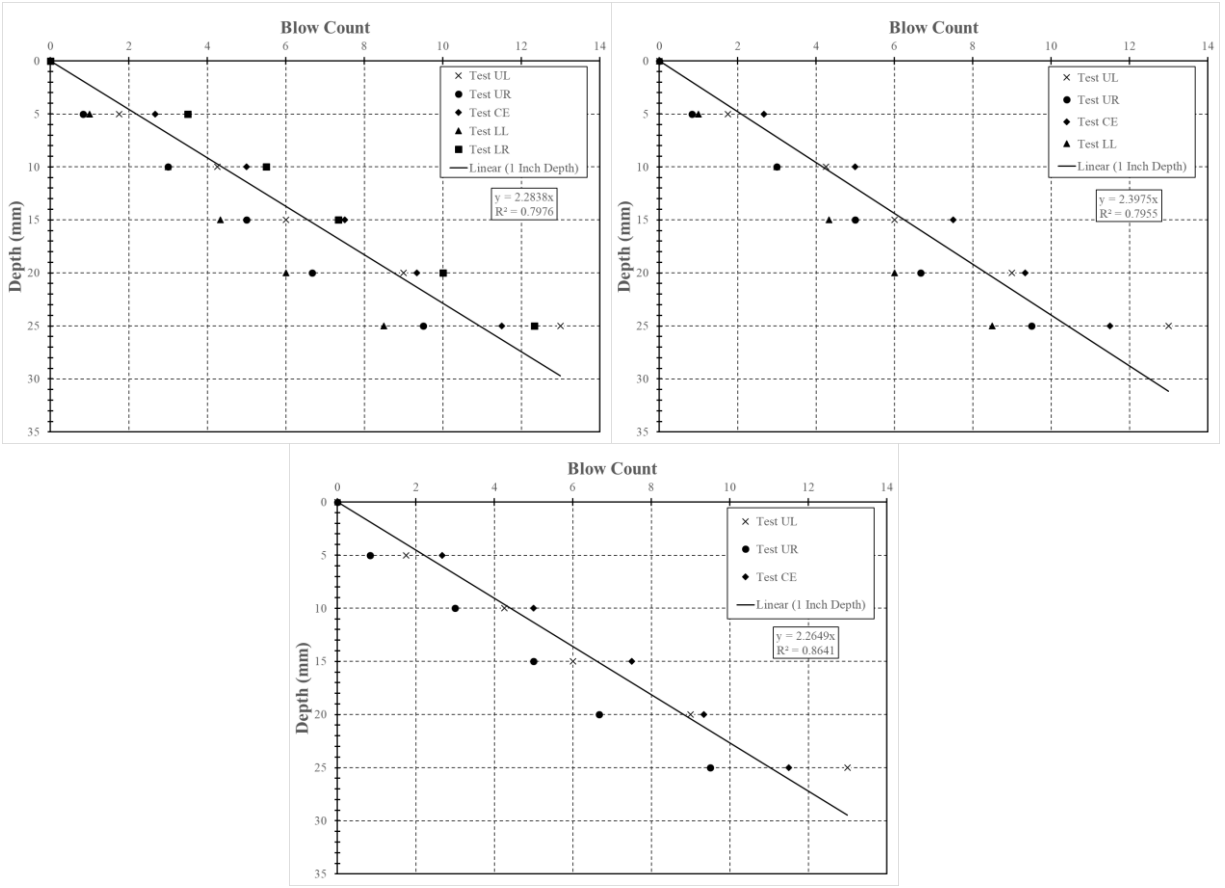 Blow Count
0 2 4 6 8 10 12 14
0
5
10
15
20
25
30
35
Depth (mm)
Test UL
Test UR
Test CE
Test LL
Test LR
Linear (1 Inch Depth)
y = 2.2838x
R² = 0.7976
Blow Count
0 2 4 6 8 10 12 14
0
5
10
15
20
25
30
35
Depth (mm)
Test UL
Test UR
Test CE
Test LL
Linear (1 Inch Depth)
y = 2.3975x
R² = 0.7955
Blow Count
0 2 4 6 8 10 12 14
0
5
10
15
20
25
30
35
Depth (mm)
Test UL
Test UR
Test CE
Linear (1 Inch Depth)
y = 2.2649x
R² = 0.8641